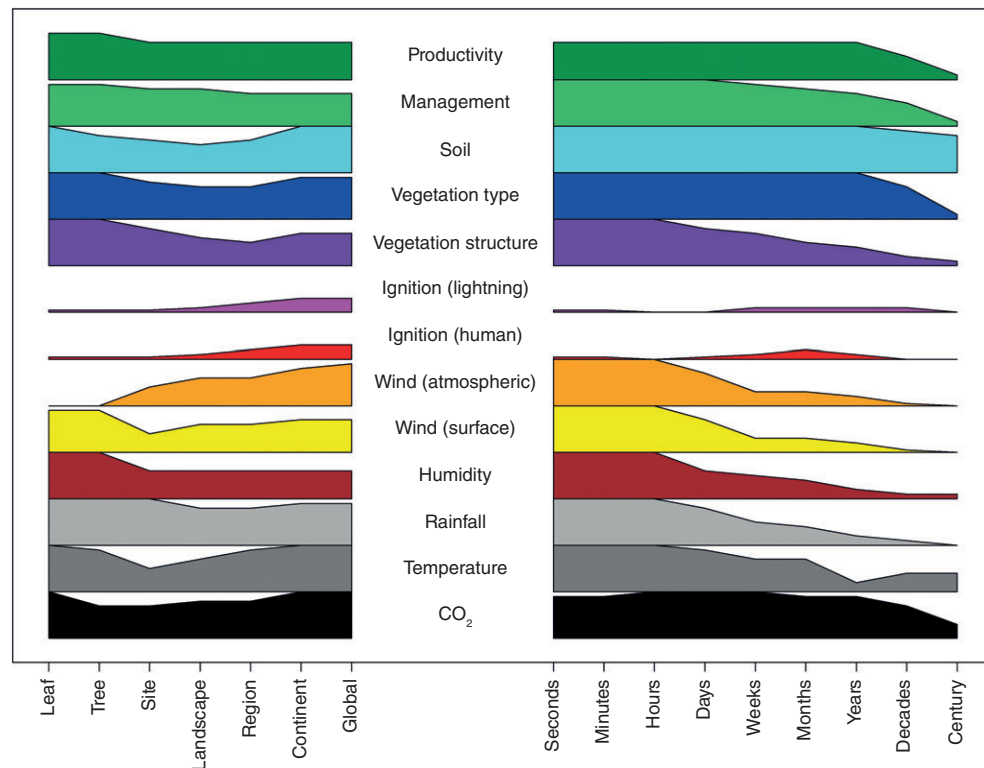 Productivity
Management
Soil
Vegetation type
Vegetation structure
Ignition (lightning)
Ignition (human)
Wind (atmospheric)
Wind (surface)
Humidity
Rainfall
Temperature
CO₂
Leaf
Tree
Site
Landscape
Region
Continent
Global
Seconds
Minutes
Hours
Days
Weeks
Months
Years
Decades
Century